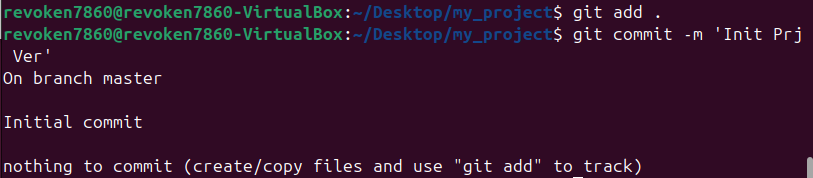 revoken7860@revoken7860-VirtualBox:~/Desktop/my_project$ git add .
revoken7860@revoken7860-VirtualBox:~/Desktop/my_project$ git commit -m 'Init Prj
 Ver'
On branch master

Initial commit

nothing to commit (create/copy files and use "git add" to track)